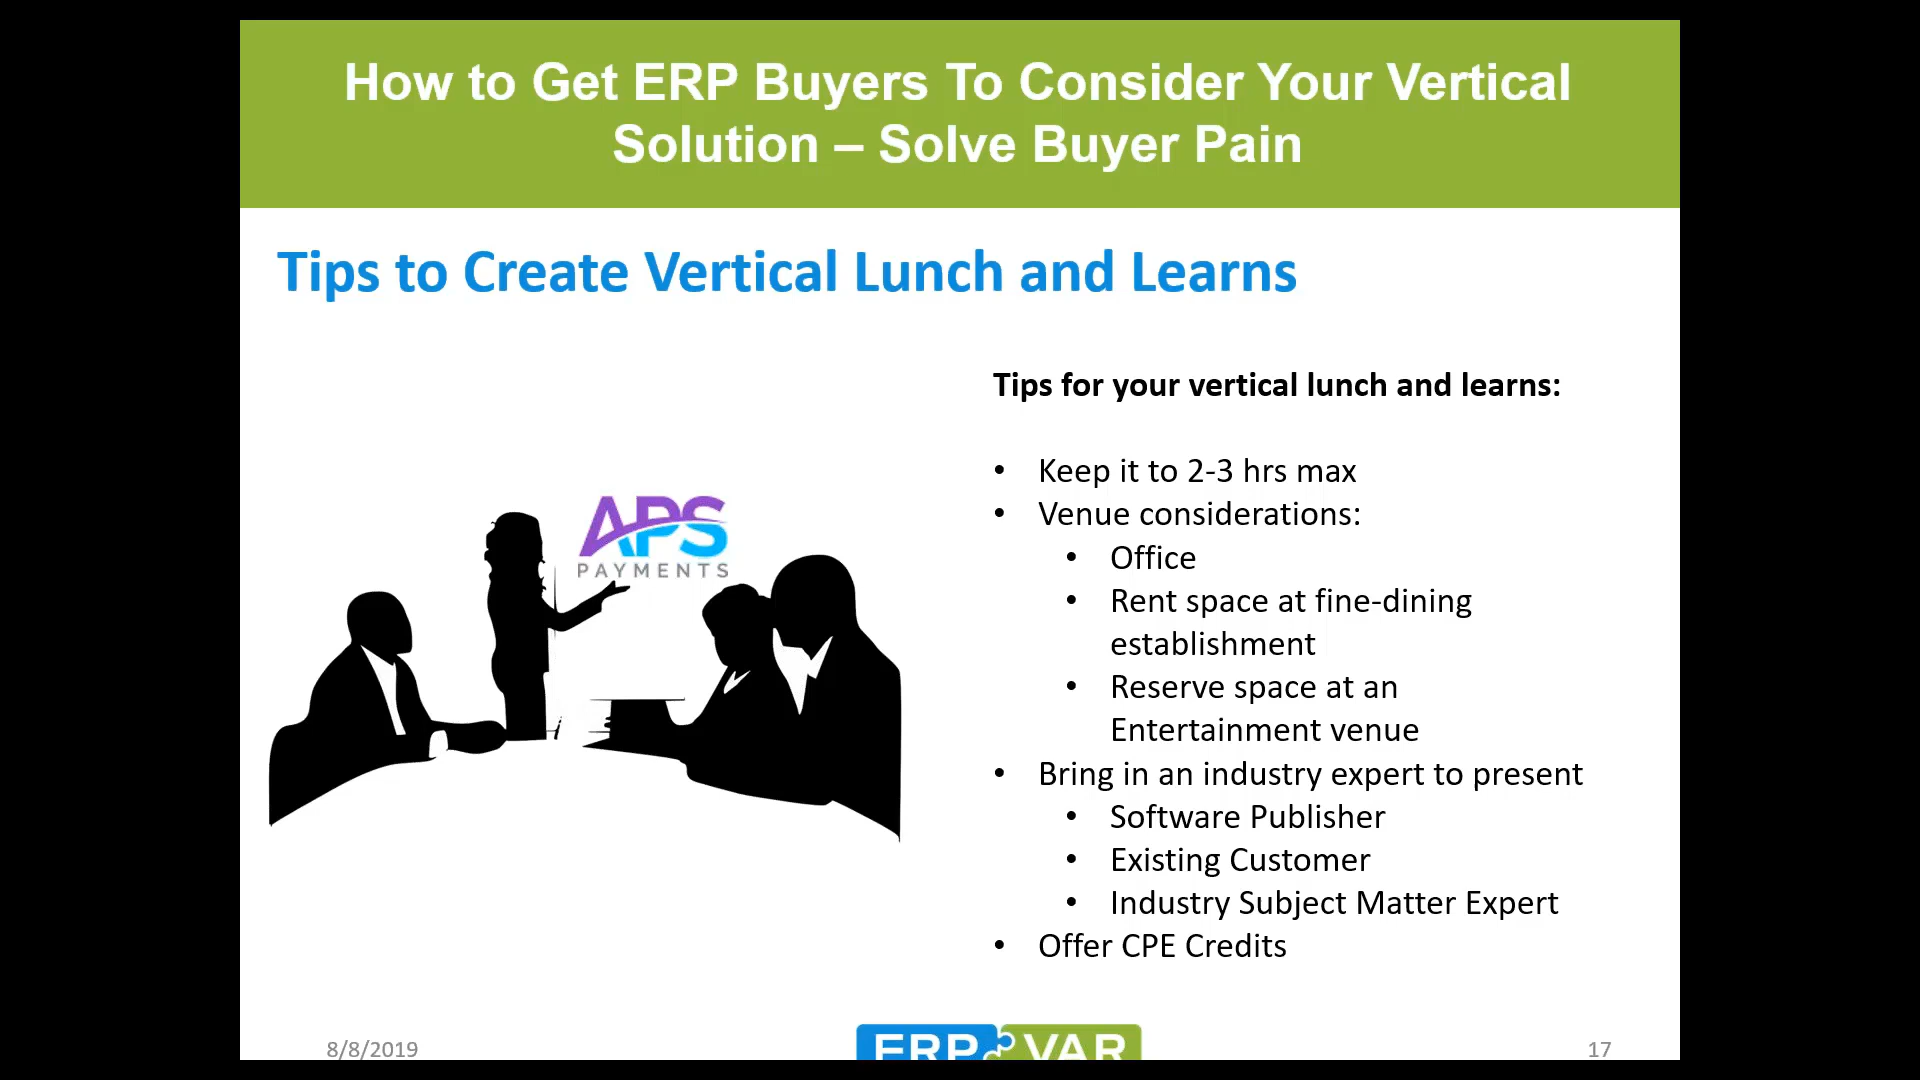 How to Get ERP Buyers To Consider Your Vertical
Solution – Solve Buyer Pain
Tips to Create Vertical Lunch and Learns
Tips for your vertical lunch and learns:
• Keep it to 2-3 hrs max
• Venue considerations:
• Office
• Rent space at fine-dining
establishment
• Reserve space at an
Entertainment venue
• Bring in an industry expert to present
• Software Publisher
• Existing Customer
• Industry Subject Matter Expert
• Offer CPE Credits
APS
PAYMENTS
8/8/2019
ERP VAR
17